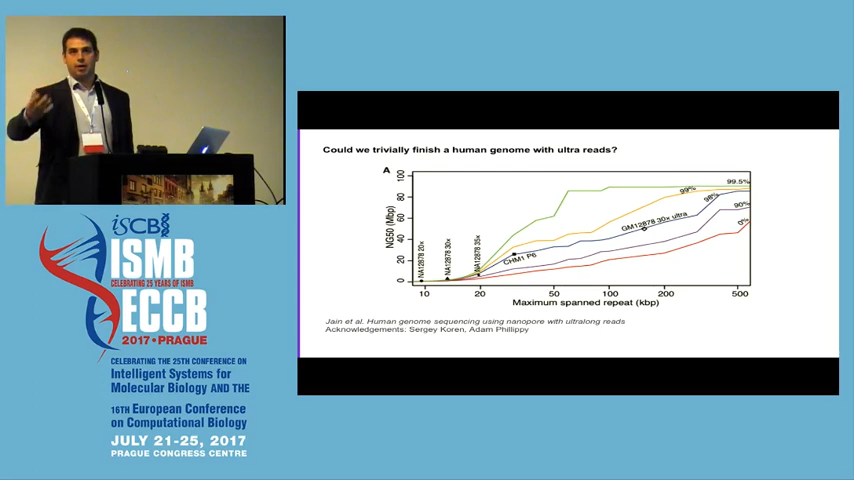 iSCB
ISMB
CELEBRATING 25 YEARS OF ISMB
ECCB
2017 • PRAGUE
CELEBRATING THE 25TH CONFERENCE ON
Intelligent Systems for
Molecular Biology AND THE
16TH European Conference
on Computational Biology
JULY 21-25, 2017
PRAGUE CONGRESS CENTRE
Could we trivially finish a human genome with ultra reads?
A
NG50 (Mbp)
100
80
60
40
20
0
NA12878 20x
NA12878 30x
NA12878 35x
CHM1 P6
GM12878 30x ultra
99.5%
99%
98%
90%
0%
10
20
50
100
200
500
Maximum spanned repeat (kbp)
Jain et al. Human genome sequencing using nanopore with ultralong reads
Acknowledgements: Sergey Koren, Adam Phillippy